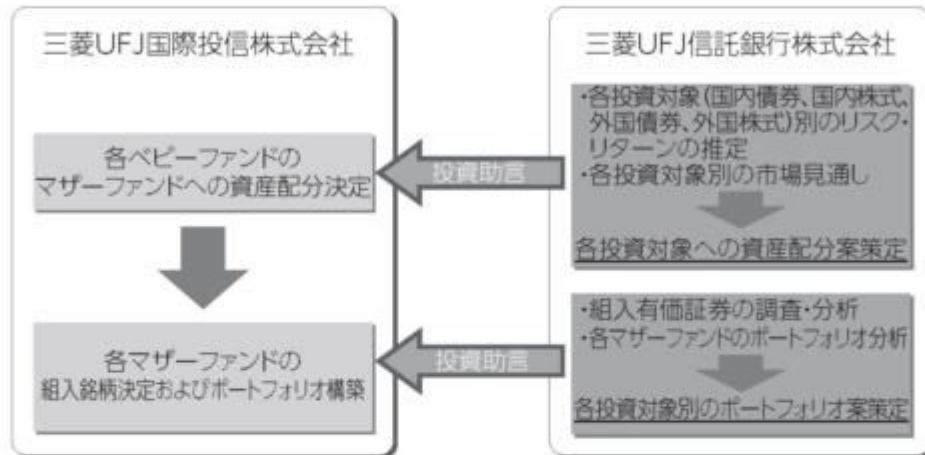 三菱UFJ国際投信株式会社
各ベビーファンドの
マザーファンドへの資産配分決定
各マザーファンドの
組入銘柄決定およびポートフォリオ構築
投資助言
投資助言
三菱UFJ信託銀行株式会社
・各投資対象(国内債券、国内株式、
外国債券、外国株式)別のリスク・
リターンの推定
・各投資対象別の市場見通し
各投資対象への資産配分案策定
・組入有価証券の調査・分析
・各マザーファンドのポートフォリオ分析
各投資対象別のポートフォリオ案策定